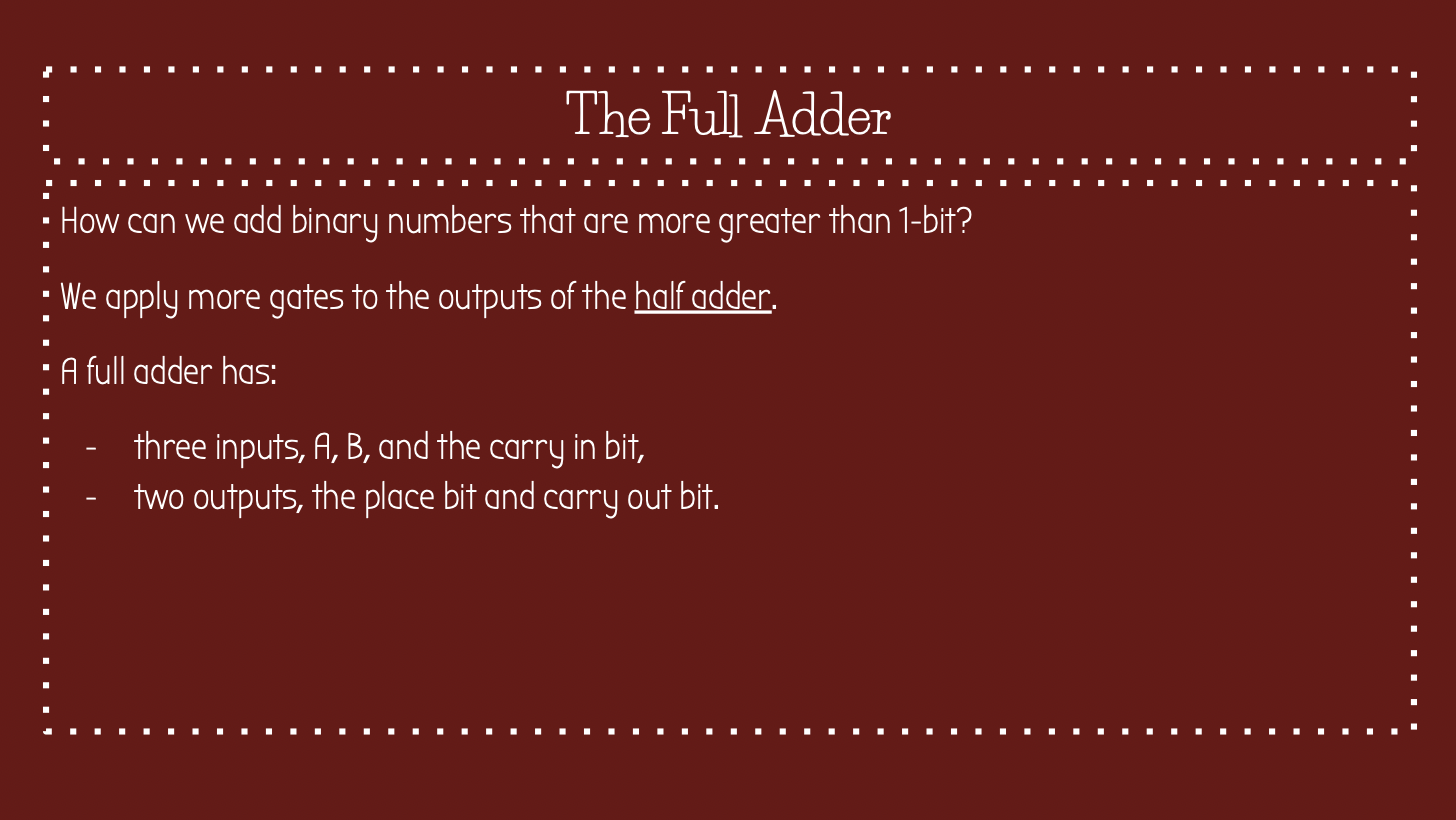 The Full Adder
How can we add binary numbers that are more greater than 1-bit?
We apply more gates to the outputs of the half adder.
A full adder has:
- three inputs, A, B, and the carry in bit,
- two outputs, the place bit and carry out bit.